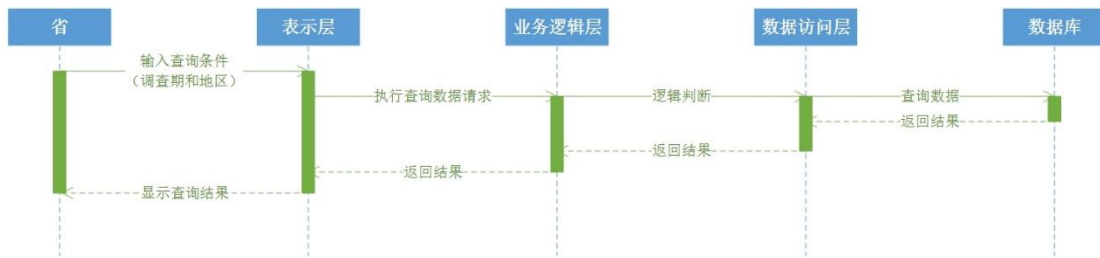 省
表示层
业务逻辑层
数据访问层
数据库
输入查询条件
（调查期和地区）
执行查询数据请求
逻辑判断
查询数据
返回结果
返回结果
返回结果
显示查询结果